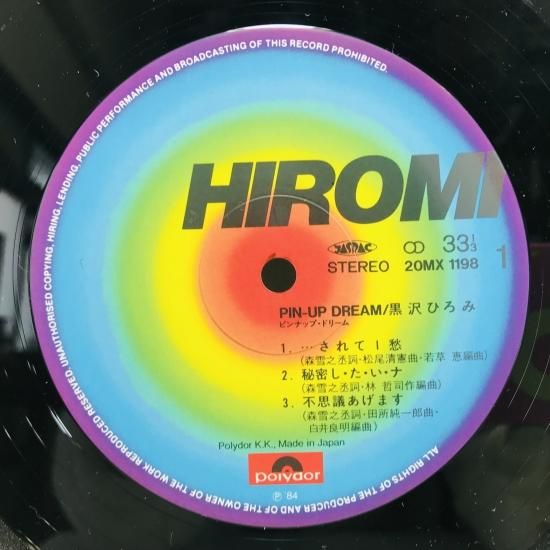 UNAUTHORISED COPYING, HIRING, LENDING, PUBLIC PERFORMANCE AND BROADCASTING OF THIS RECORD PROHIBITED.
HIROMI
JASRAC
33 1/3
1
STEREO 20MX 1198
PIN-UP DREAM/黒沢ひろみ
ピンナップ・ドリーム
1. …されてⅠ愁
(森雪之丞詞・松尾清憲曲・若草 恵編曲)
2. 秘密し・た・い・ナ
(森雪之丞詞・林 哲司作編曲)
3. 不思議あげます
(森雪之丞詞・田所純一郎曲・
白井良明編曲)
Polydor K.K., Made in Japan
polydor
Ⓟ '84
ALL RIGHTS OF THE PRODUCER AND OF THE OWNER OF THE WORK REPRODUCED RESERVED